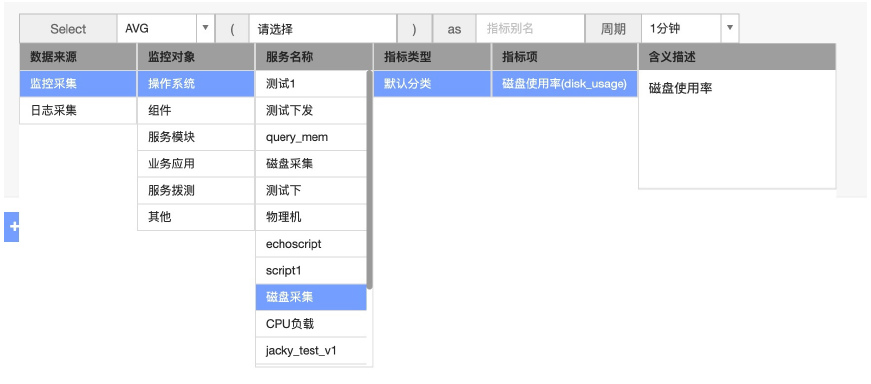 Select AVG ( 请选择 ) as 指标别名 周期 1分钟
数据来源 监控对象 服务名称 指标类型 指标项 含义描述
监控采集 操作系统 测试1 默认分类 磁盘使用率(disk_usage) 磁盘使用率
日志采集 组件 测试下发
服务模块 query_mem
业务应用 磁盘采集
服务拨测 测试下
其他 物理机
echoscript
script1
磁盘采集
CPU负载
jacky_test_v1
+